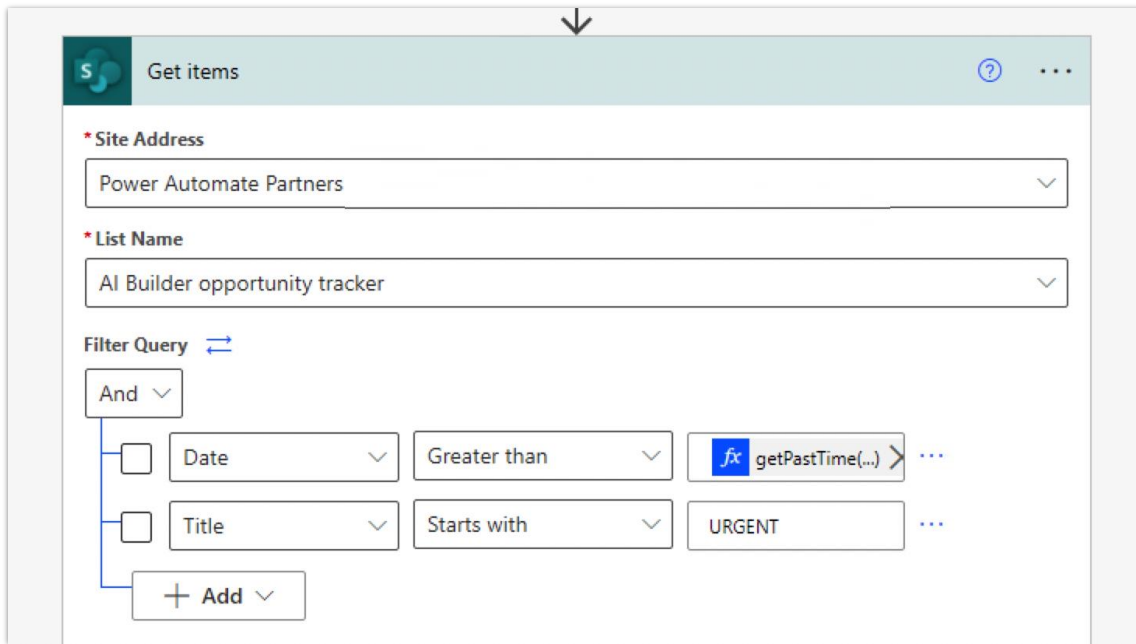 S
Get items
* Site Address
Power Automate Partners
* List Name
AI Builder opportunity tracker
Filter Query
And
Date Greater than fx getPastTime(...)
Title Starts with URGENT
+ Add